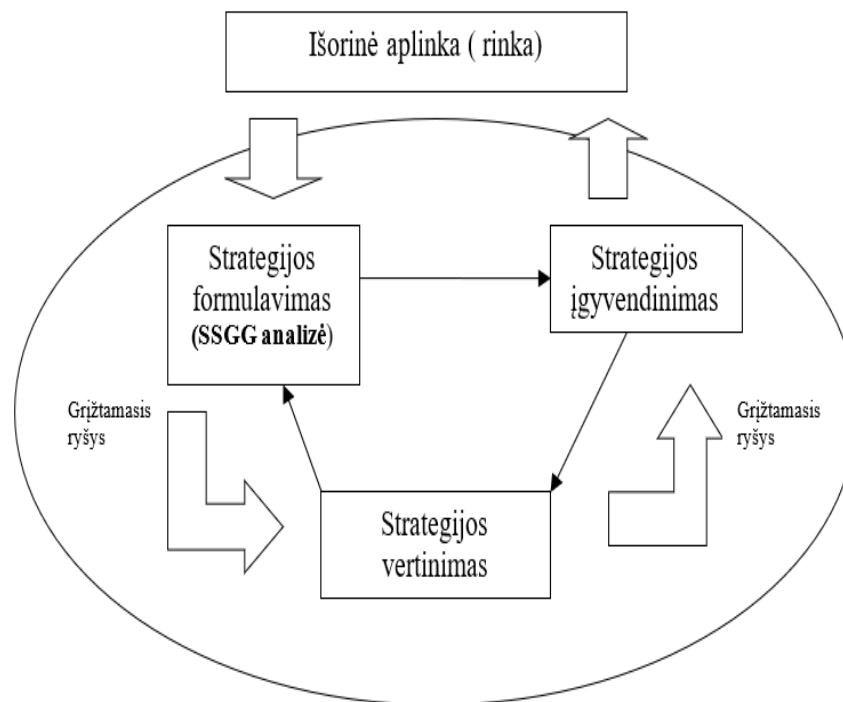 Išorinė aplinka ( rinka)
Strategijos
formulavimas
(SSGG analizė)
Strategijos
įgyvendinimas
Grįžtamasis
ryšys
Grįžtamasis
ryšys
Strategijos
vertinimas